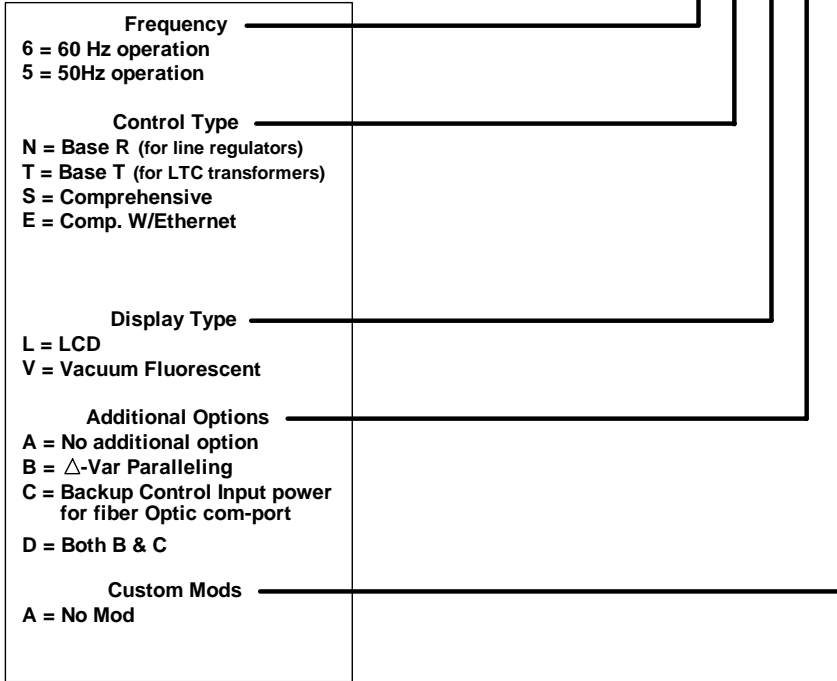 Frequency
6 = 60 Hz operation
5 = 50Hz operation
Control Type
N = Base R (for line regulators)
T = Base T (for LTC transformers)
S = Comprehensive
E = Comp. W/Ethernet
Display Type
L = LCD
V = Vacuum Fluorescent
Additional Options
A = No additional option
B = △-Var Paralleling
C = Backup Control Input power
for fiber Optic com-port
D = Both B & C
Custom Mods
A = No Mod